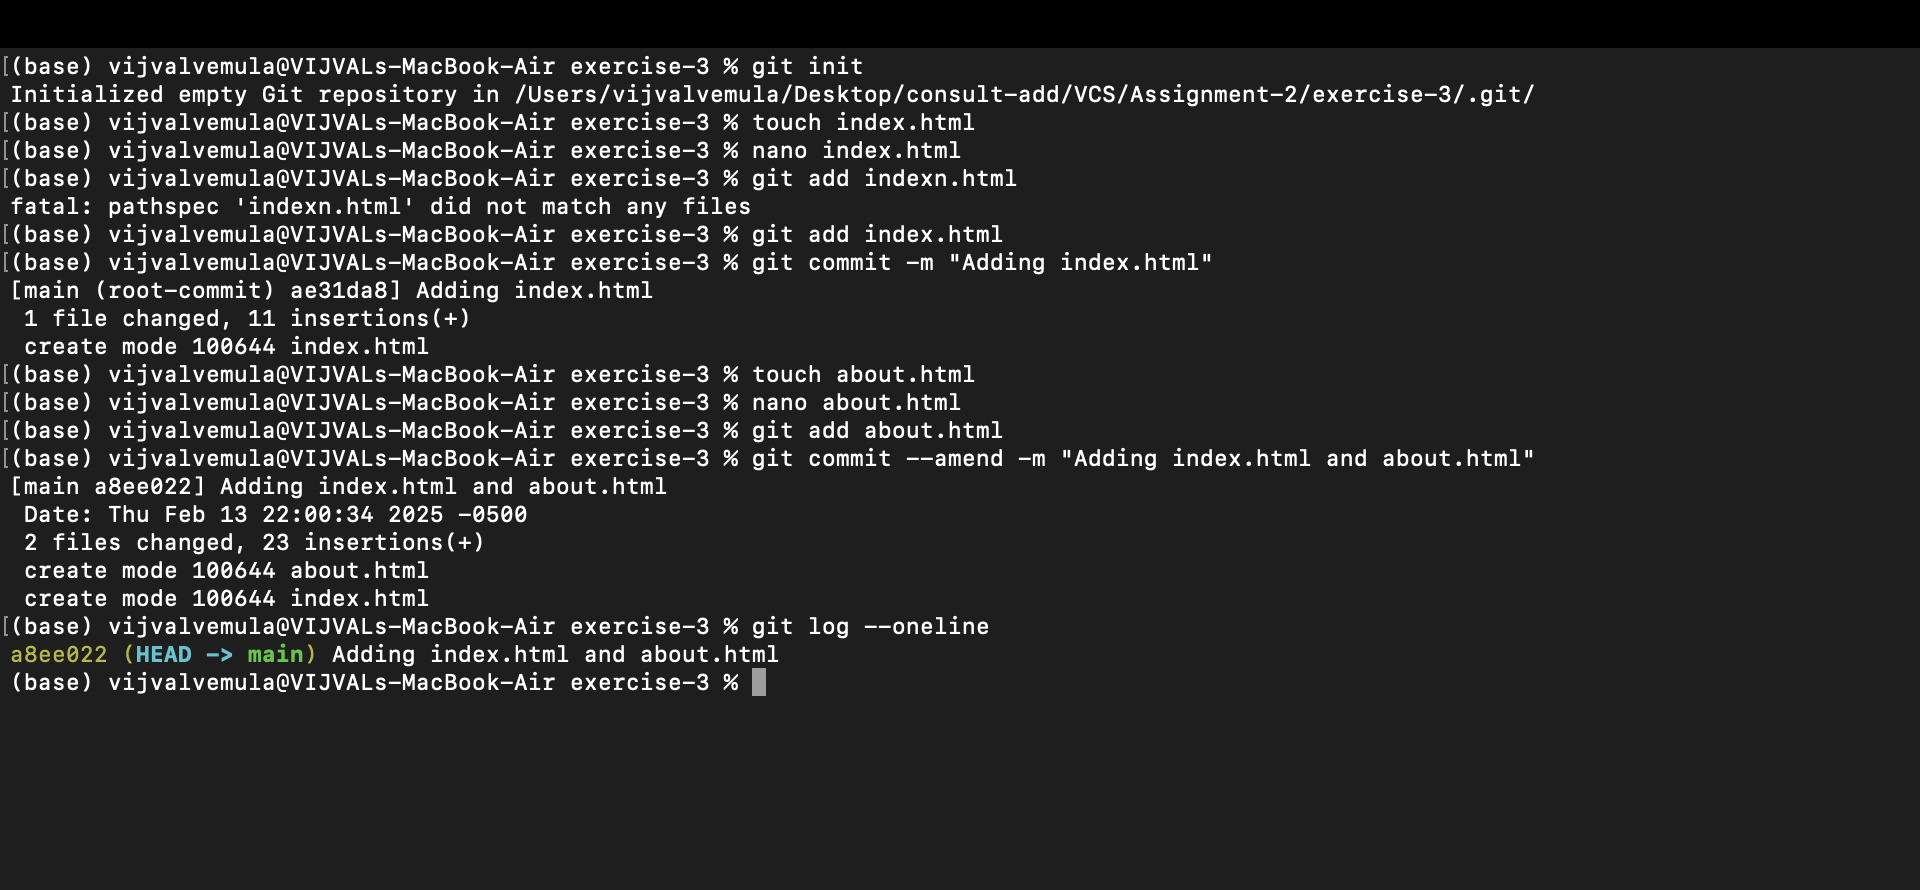 [(base) vijvalvemula@VIJVALs-MacBook-Air exercise-3 % git init
Initialized empty Git repository in /Users/vijvalvemula/Desktop/consult-add/VCS/Assignment-2/exercise-3/.git/
[(base) vijvalvemula@VIJVALs-MacBook-Air exercise-3 % touch index.html
[(base) vijvalvemula@VIJVALs-MacBook-Air exercise-3 % nano index.html
[(base) vijvalvemula@VIJVALs-MacBook-Air exercise-3 % git add indexn.html
fatal: pathspec 'indexn.html' did not match any files
[(base) vijvalvemula@VIJVALs-MacBook-Air exercise-3 % git add index.html
[(base) vijvalvemula@VIJVALs-MacBook-Air exercise-3 % git commit -m "Adding index.html"
[main (root-commit) ae31da8] Adding index.html
 1 file changed, 11 insertions(+)
 create mode 100644 index.html
[(base) vijvalvemula@VIJVALs-MacBook-Air exercise-3 % touch about.html
[(base) vijvalvemula@VIJVALs-MacBook-Air exercise-3 % nano about.html
[(base) vijvalvemula@VIJVALs-MacBook-Air exercise-3 % git add about.html
[(base) vijvalvemula@VIJVALs-MacBook-Air exercise-3 % git commit --amend -m "Adding index.html and about.html"
[main a8ee022] Adding index.html and about.html
 Date: Thu Feb 13 22:00:34 2025 -0500
 2 files changed, 23 insertions(+)
 create mode 100644 about.html
 create mode 100644 index.html
[(base) vijvalvemula@VIJVALs-MacBook-Air exercise-3 % git log --oneline
a8ee022 (HEAD -> main) Adding index.html and about.html
(base) vijvalvemula@VIJVALs-MacBook-Air exercise-3 %